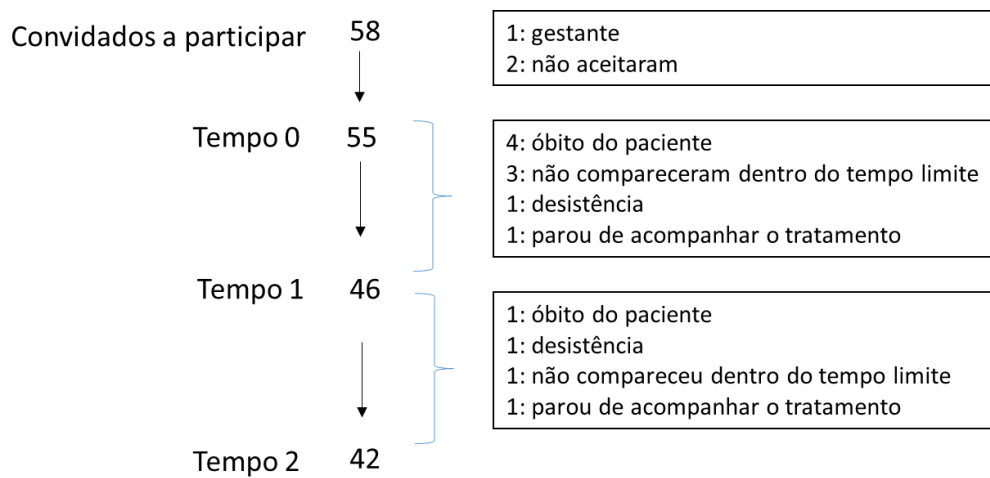 Convidados a participar 58
1: gestante
2: não aceitaram
Tempo 0 55
4: óbito do paciente
3: não compareceram dentro do tempo limite
1: desistência
1: parou de acompanhar o tratamento
Tempo 1 46
1: óbito do paciente
1: desistência
1: não compareceu dentro do tempo limite
1: parou de acompanhar o tratamento
Tempo 2 42